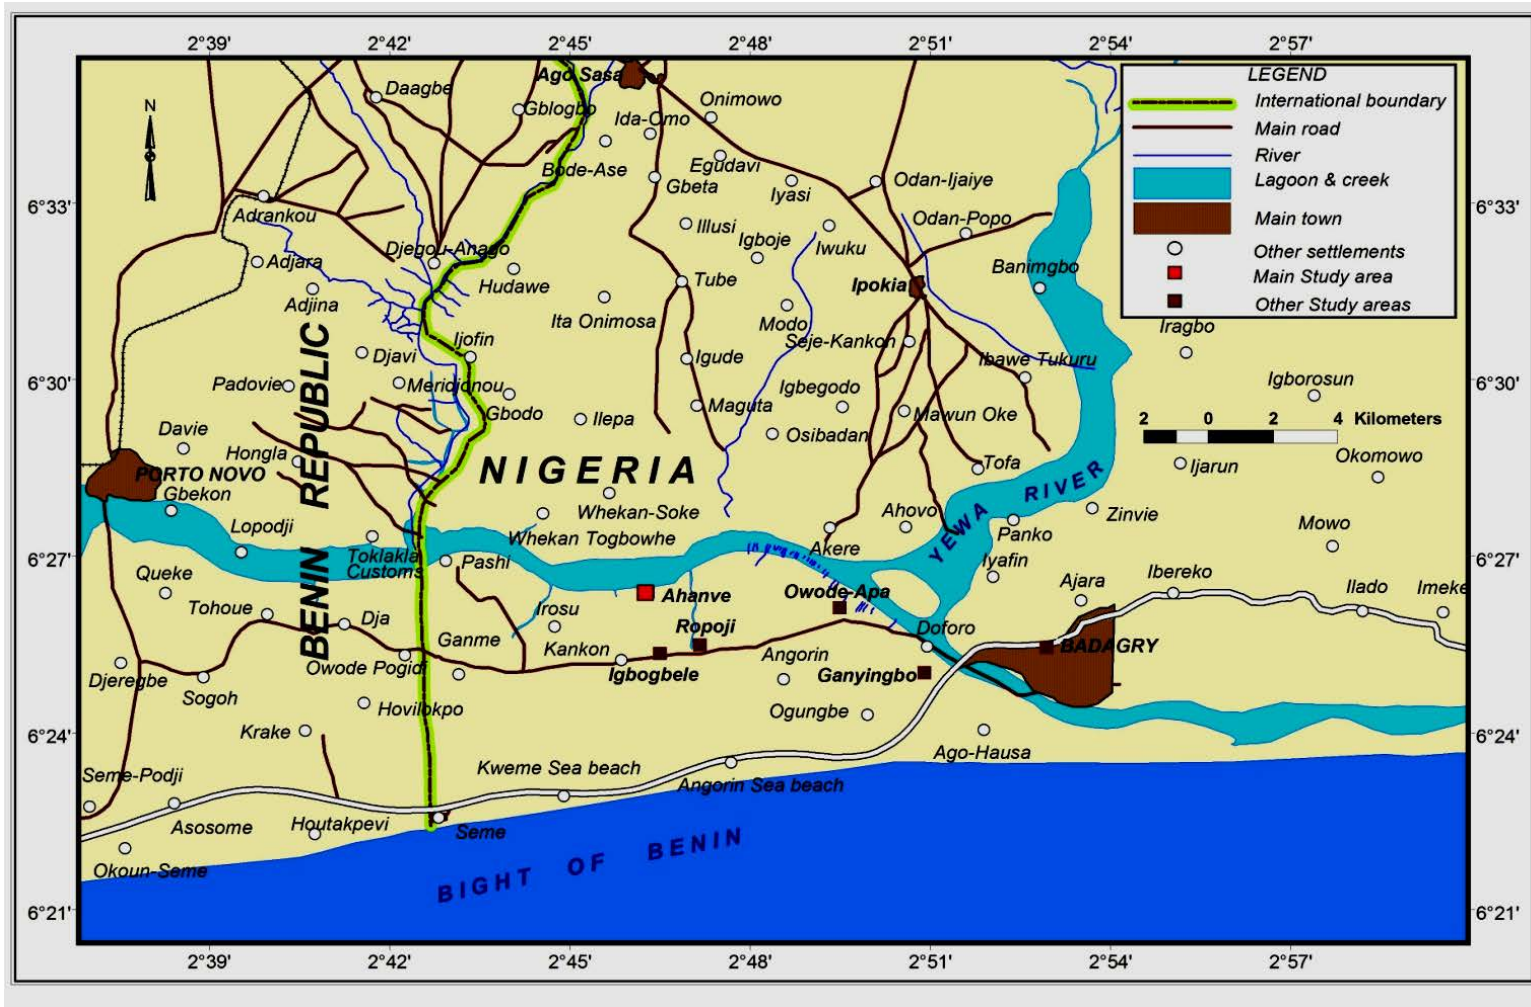 2°39' 2°42' 2°45' 2°48' 2°51' 2°54' 2°57'
LEGEND
International boundary
Main road
River
Lagoon & creek
Main town
Other settlements
Main Study area
Other Study areas
N
Ago Sasa
Daagbe
Gblogbo
Onimowo
Ida-Omo
Bode-Ase
Egudavi
Gbeta
Iyasi
Odan-Ijaiye
6°33'
6°33'
Adrankou
Illusi
Odan-Popo
Igboje
Iwuku
Djegou-Anago
Adjara
Hudawe
Tube
Banimgbo
Ipokia
Adjina
Ita Onimosa
Modo
Iragbo
Seje-Kankon
Ijofin
Djavi
Igude
Ibawe Tukuru
6°30'
6°30'
Padovie
Meridjonou
Igbegodo
Igborosun
Gbodo
Maguta
Mawun Oke
2 0 2 4 Kilometers
Davie
Ilepa
Osibadan
Hongla
BENIN REPUBLIC
NIGERIA
Tofa
Ijarun
Okomowo
PORTO NOVO
Gbekon
YEWA RIVER
Lopodji
Whekan-Soke
Ahovo
Zinvie
Mowo
Whekan Togbowhe
Panko
Akere
6°27'
6°27'
Toklakla
Customs
Pashi
Iyafin
Queke
Ajara
Ibereko
Ilado
Imeke
Ahanve
Owode-Apa
Tohoue
Dja
Irosu
Ropoji
Doforo
Ganme
Kankon
Angorin
BADAGRY
Owode Pogidi
Igbogbele
Ganyingbo
Djeregbe
Sogoh
Hovilokpo
Ogungbe
6°24'
6°24'
Krake
Ago-Hausa
Seme-Podji
Kweme Sea beach
Angorin Sea beach
Asosome
Houtakpevi
Seme
Okoun-Seme
BIGHT OF BENIN
6°21'
6°21'
2°39' 2°42' 2°45' 2°48' 2°51' 2°54' 2°57'